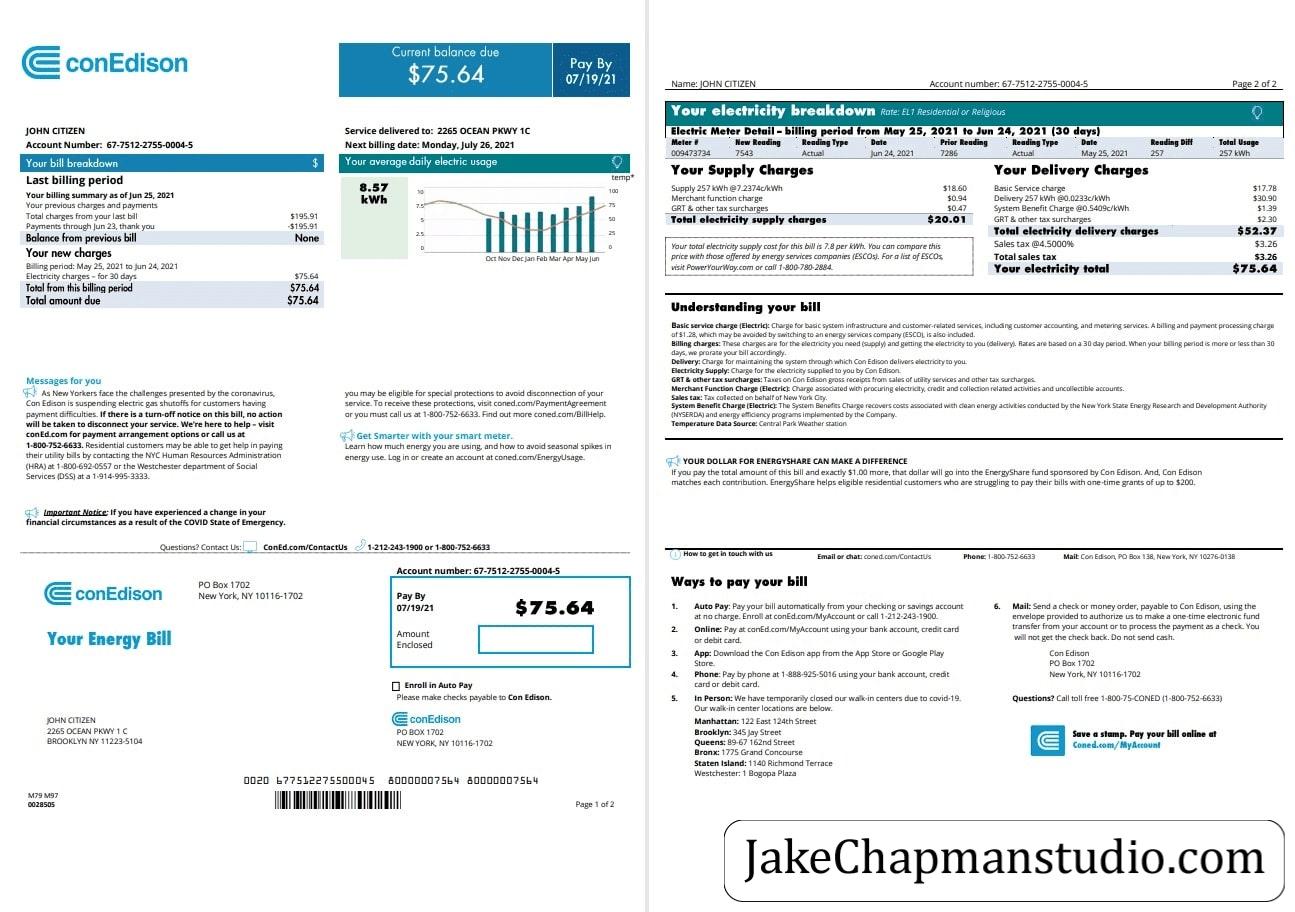 conEdison
Current balance due
$75.64
Pay By
07/19/21
JOHN CITIZEN
Account Number: 67-7512-2755-0004-5
Service delivered to: 2265 OCEAN PKWY 1C
Next billing date: Monday, July 26, 2021
Your bill breakdown $
Last billing period
Your billing summary as of Jun 25, 2021
Your previous charges and payments
Total charges from your last bill $195.91
Payments through Jun 23, thank you -$195.91
Balance from previous bill None
Your new charges
Billing period: May 25, 2021 to Jun 24, 2021
Electricity charges – for 30 days $75.64
Total from this billing period $75.64
Total amount due $75.64
Your average daily electric usage
temp*
8.57
kWh
10
7.5
5
2.5
0
100
75
50
25
0
Oct Nov Dec Jan Feb Mar Apr May Jun
Messages for you
As New Yorkers face the challenges presented by the coronavirus,
Con Edison is suspending electric gas shutoffs for customers having
payment difficulties. If there is a turn-off notice on this bill, no action
will be taken to disconnect your service. We're here to help – visit
conEd.com for payment arrangement options or call us at
1-800-752-6633. Residential customers may be able to get help in paying
their utility bills by contacting the NYC Human Resources Administration
(HRA) at 1-800-692-0557 or the Westchester department of Social
Services (DSS) at a 1-914-995-3333.
Important Notice: If you have experienced a change in your
financial circumstances as a result of the COVID State of Emergency.
you may be eligible for special protections to avoid disconnection of your
service. To receive these protections, visit coned.com/PaymentAgreement
or you must call us at 1-800-752-6633. Find out more coned.com/BillHelp.
Get Smarter with your smart meter.
Learn how much energy you are using, and how to avoid seasonal spikes in
energy use. Log in or create an account at coned.com/EnergyUsage.
Questions? Contact Us: ConEd.com/ContactUs 1-212-243-1900 or 1-800-752-6633
conEdison
PO Box 1702
New York, NY 10116-1702
Your Energy Bill
Account number: 67-7512-2755-0004-5
Pay By
07/19/21
$75.64
Amount
Enclosed
Enroll in Auto Pay
Please make checks payable to Con Edison.
JOHN CITIZEN
2265 OCEAN PKWY 1 C
BROOKLYN NY 11223-5104
conEdison
PO BOX 1702
NEW YORK, NY 10116-1702
0020 677512275500045 80000007564 80000007564
M79 M97
0028505
Page 1 of 2
Name: JOHN CITIZEN Account number: 67-7512-2755-0004-5 Page 2 of 2
Your electricity breakdown Rate: EL1 Residential or Religious
Electric Meter Detail – billing period from May 25, 2021 to Jun 24, 2021 (30 days)
Meter # New Reading Reading Type Date Prior Reading Reading Type Date Reading Diff Total Usage
009473734 7543 Actual Jun 24, 2021 7286 Actual May 25, 2021 257 257 kWh
Your Supply Charges
Supply 257 kWh @7.2374c/kWh $18.60
Merchant function charge $0.94
GRT & other tax surcharges $0.47
Total electricity supply charges $20.01
Your total electricity supply cost for this bill is 7.8 per kWh. You can compare this
price with those offered by energy services companies (ESCOs). For a list of ESCOs,
visit PowerYourWay.com or call 1-800-780-2884.
Your Delivery Charges
Basic Service charge $17.78
Delivery 257 kWh @0.0233c/kWh $30.90
System Benefit Charge @0.5409c/kWh $1.39
GRT & other tax surcharges $2.30
Total electricity delivery charges $52.37
Sales tax @4.5000% $3.26
Total sales tax $3.26
Your electricity total $75.64
Understanding your bill
Basic service charge (Electric): Charge for basic system infrastructure and customer-related services, including customer accounting, and metering services. A billing and payment processing charge
of $1.28, which may be avoided by switching to an energy services company (ESCO), is also-included.
Billing charges: These charges are for the electricity you need (supply) and getting the electricity to you (delivery). Rates are based on a 30 day period. When your billing period is more or less than 30
days, we prorate your bill accordingly.
Delivery: Charge for maintaining the system through which Con Edison delivers electricity to you.
Electricity Supply: Charge for the electricity supplied to you by Con Edison.
GRT & other tax surcharges: Taxes on Con Edison gross receipts from sales of utility services and other tax surcharges.
Merchant Function Charge (Electric): Charge associated with procuring electricity, credit and collection related activities and uncollectible accounts.
Sales tax: Tax collected on behalf of New York City.
System Benefit Charge (Electric): The System Benefits Charge recovers costs associated with clean energy activities conducted by the New York State Energy Research and Development Authority
(NYSERDA) and energy efficiency programs implemented by the Company.
Temperature Data Source: Central Park Weather station
YOUR DOLLAR FOR ENERGYSHARE CAN MAKE A DIFFERENCE
If you pay the total amount of this bill and exactly $1.00 more, that dollar will go into the EnergyShare fund sponsored by Con Edison. And, Con Edison
matches each contribution. EnergyShare helps eligible residential customers who are struggling to pay their bills with one-time grants of up to $200.
How to get in touch with us Email or chat: coned.com/ContactUs Phone: 1-800-752-6633 Mail: Con Edison, PO Box 138, New York, NY 10276-0138
Ways to pay your bill
1. Auto Pay: Pay your bill automatically from your checking or savings account
at no charge. Enroll at conEd.com/MyAccount or call 1-212-243-1900.
2. Online: Pay at conEd.com/MyAccount using your bank account, credit card
or debit card.
3. App: Download the Con Edison app from the App Store or Google Play
Store.
4. Phone: Pay by phone at 1-888-925-5016 using your bank account, credit
card or debit card.
5. In Person: We have temporarily closed our walk-in centers due to covid-19.
Our walk-in center locations are below.
Manhattan: 122 East 124th Street
Brooklyn: 345 Jay Street
Queens: 89-67 162nd Street
Bronx: 1775 Grand Concourse
Staten Island: 1140 Richmond Terrace
Westchester: 1 Bogopa Plaza
6. Mail: Send a check or money order, payable to Con Edison, using the
envelope provided to authorize us to make a one-time electronic fund
transfer from your account or to process the payment as a check. You
will not get the check back. Do not send cash.
Con Edison
PO Box 1702
New York, NY 10116-1702
Questions? Call toll free 1-800-75-CONED (1-800-752-6633)
Save a stamp. Pay your bill online at
Coned.com/MyAccount
JakeChapmanstudio.com